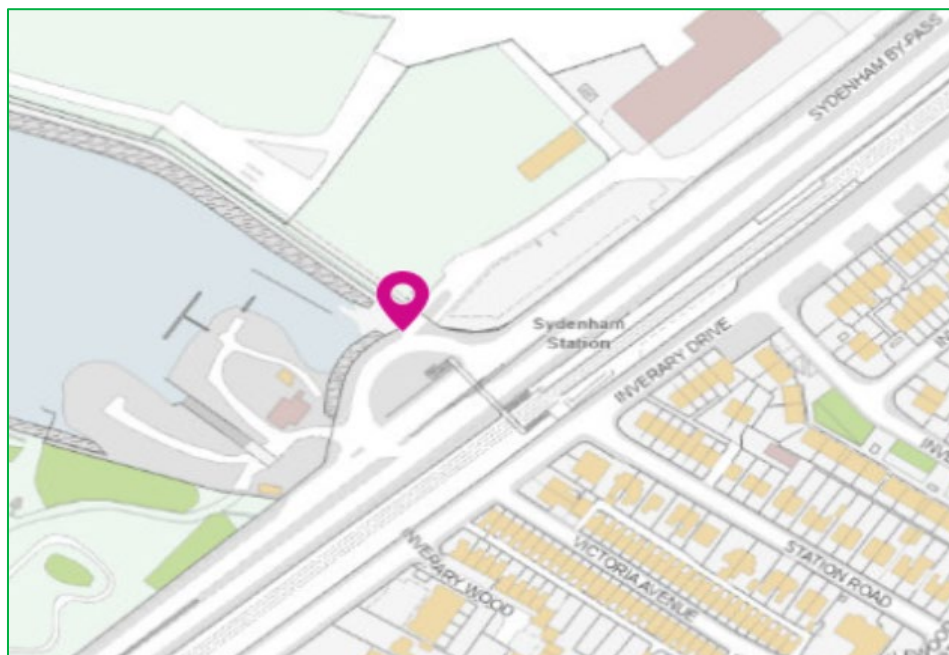 SYDENHAM BY-PASS
Sydenham
Station
INVERARY DRIVE
INVERARY WOOD
VICTORIA AVENUE
STATION ROAD